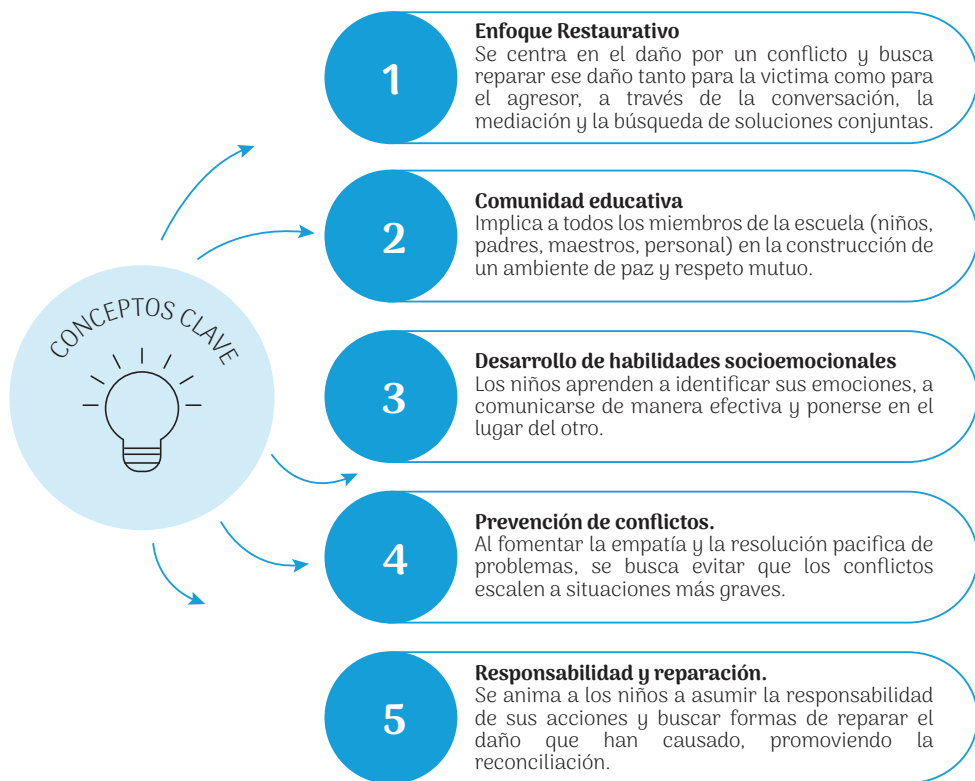 CONCEPTOS CLAVE
1
Enfoque Restaurativo
Se centra en el daño por un conflicto y busca
reparar ese daño tanto para la victima como para
el agresor, a través de la conversación, la
mediación y la búsqueda de soluciones conjuntas.
2
Comunidad educativa
Implica a todos los miembros de la escuela (niños,
padres, maestros, personal) en la construcción de
un ambiente de paz y respeto mutuo.
3
Desarrollo de habilidades socioemocionales
Los niños aprenden a identificar sus emociones, a
comunicarse de manera efectiva y ponerse en el
lugar del otro.
4
Prevención de conflictos.
Al fomentar la empatía y la resolución pacifica de
problemas, se busca evitar que los conflictos
escalen a situaciones más graves.
5
Responsabilidad y reparación.
Se anima a los niños a asumir la responsabilidad
de sus acciones y buscar formas de reparar el
daño que han causado, promoviendo la
reconciliación.